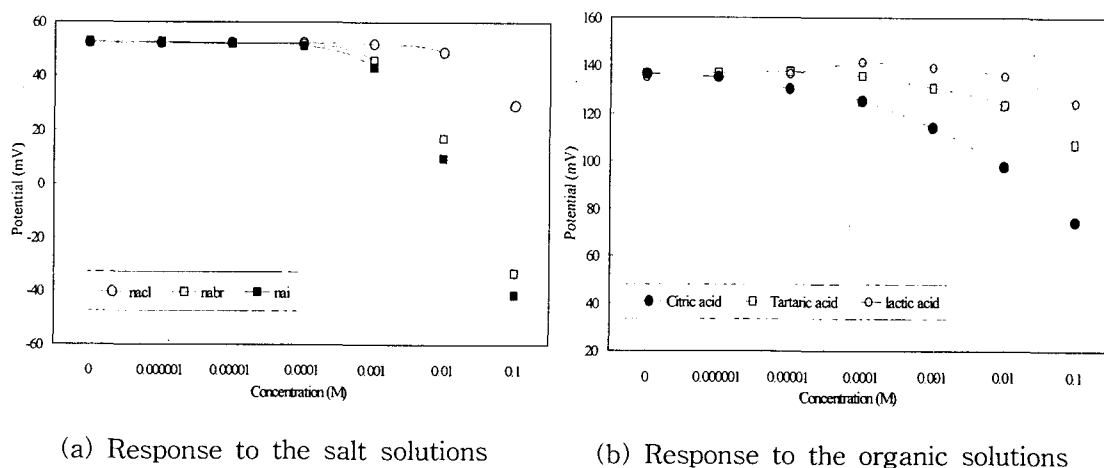 60
40
20
0
-20
-40
-60
Potential (mV)
nacl nabr nai
0 0.000001 0.00001 0.0001 0.001 0.01 0.1
Concentration (M)
(a) Response to the salt solutions
160
140
120
100
80
60
40
20
Potential (mV)
Citric acid Tartaric acid lactic acid
0 0.000001 0.00001 0.0001 0.001 0.01 0.1
Concentration (M)
(b) Response to the organic solutions